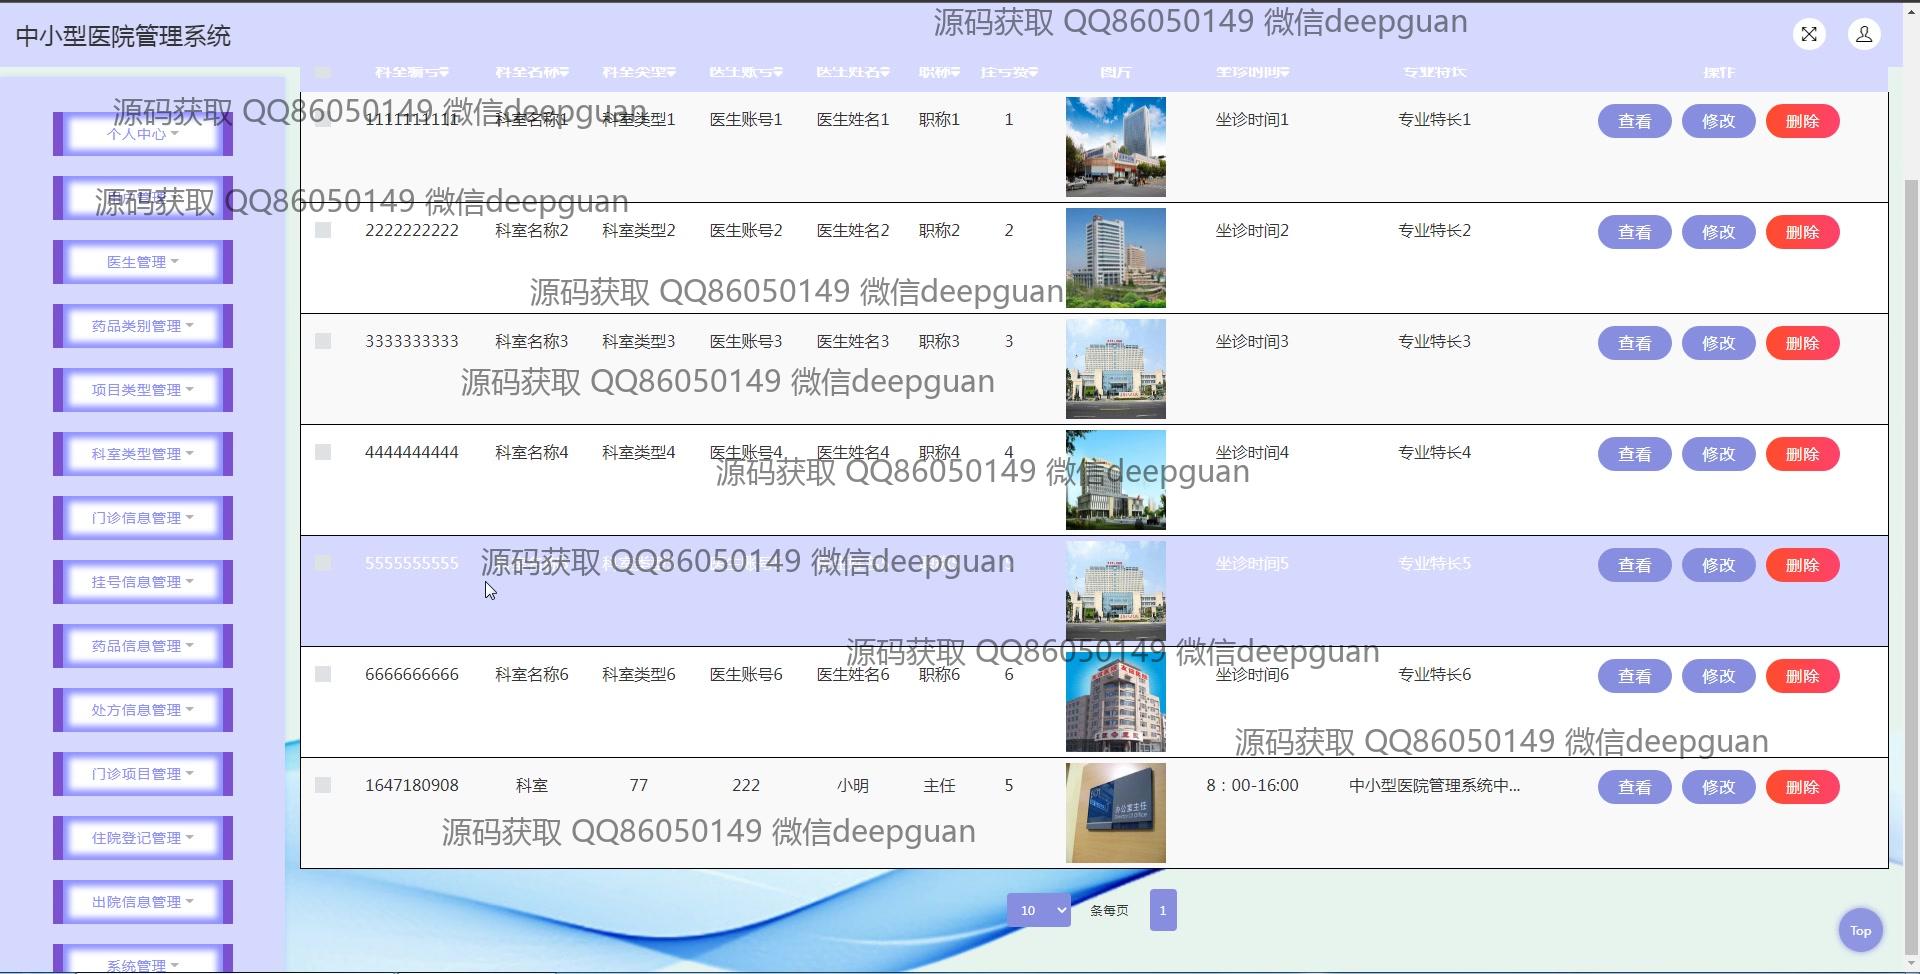 源码获取 QQ86050149 微信deepguan
中小型医院管理系统
科室编号 科室名称 科室类型 医生账号 医生姓名 职称 挂号费 图片 坐诊时间 专业特长 操作
源码获取 QQ86050149 微信deepguan
个人中心
1111111111 科室名称1 科室类型1 医生账号1 医生姓名1 职称1 1 坐诊时间1 专业特长1 查看 修改 删除
源码获取 QQ86050149 微信deepguan
2222222222 科室名称2 科室类型2 医生账号2 医生姓名2 职称2 2 坐诊时间2 专业特长2 查看 修改 删除
医生管理
源码获取 QQ86050149 微信deepguan
药品类别管理
3333333333 科室名称3 科室类型3 医生账号3 医生姓名3 职称3 3 坐诊时间3 专业特长3 查看 修改 删除
源码获取 QQ86050149 微信deepguan
项目类型管理
4444444444 科室名称4 科室类型4 医生账号4 医生姓名4 职称4 4 坐诊时间4 专业特长4 查看 修改 删除
科室类型管理
源码获取 QQ86050149 微信deepguan
门诊信息管理
5555555555 坐诊时间5 专业特长5 查看 修改 删除
源码获取 QQ86050149 微信deepguan
挂号信息管理
药品信息管理
源码获取 QQ86050149 微信deepguan
6666666666 科室名称6 科室类型6 医生账号6 医生姓名6 职称6 6 坐诊时间6 专业特长6 查看 修改 删除
处方信息管理
源码获取 QQ86050149 微信deepguan
门诊项目管理
1647180908 科室 77 222 小明 主任 5 8：00-16:00 中小型医院管理系统中... 查看 修改 删除
办公室主任
源码获取 QQ86050149 微信deepguan
住院登记管理
出院信息管理
10 条每页 1
Top
系统管理